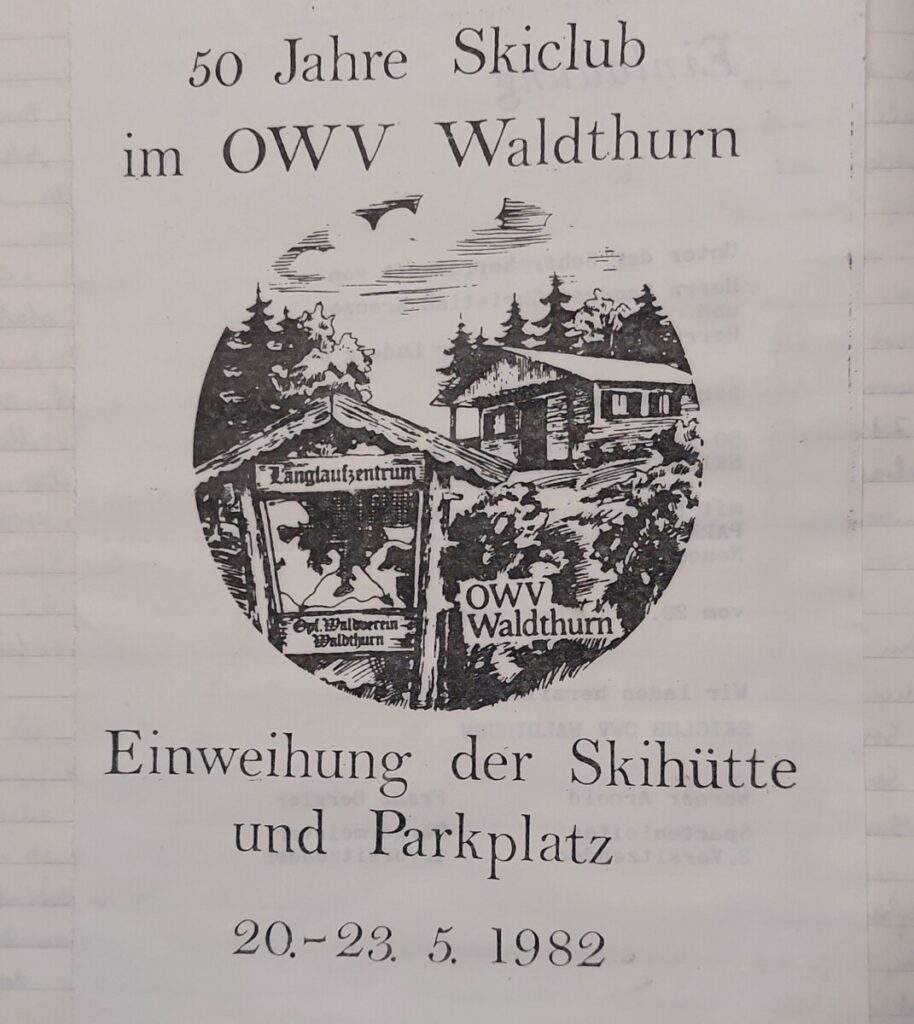 50 Jahre Skiclub
im OWV Waldthurn
Langlaufzentrum
Opf. Waldverein
Waldthurn
OWV
Waldthurn
Einweihung der Skihütte
und Parkplatz
20.-23. 5. 1982